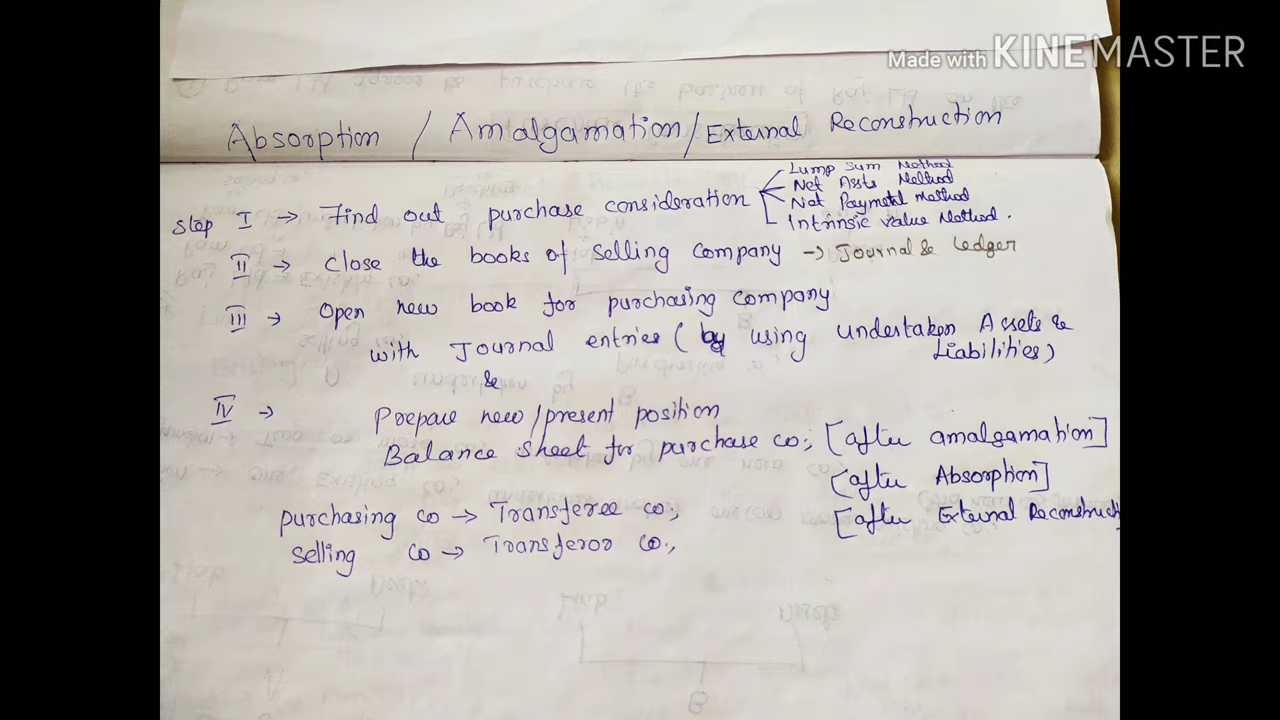 Made with KINEMASTER
Absorption / Amalgamation / External Reconstruction
Step I → Find out purchase consideration
Lump sum Method
Net Assts Method
Net Paymetal method
Intrinsic value Method.
II → Close the books of selling company → Journal & Ledger
III → Open new book for purchasing company
with Journal entries ( by using undertaken Assets &
Liabilities)
&
IV → Prepare new / present position
Balance sheet for purchase co; [after amalgamation]
[after Absorption]
purchasing co → Transferee co; [after External Reconstruct
selling co → Transferor co.,